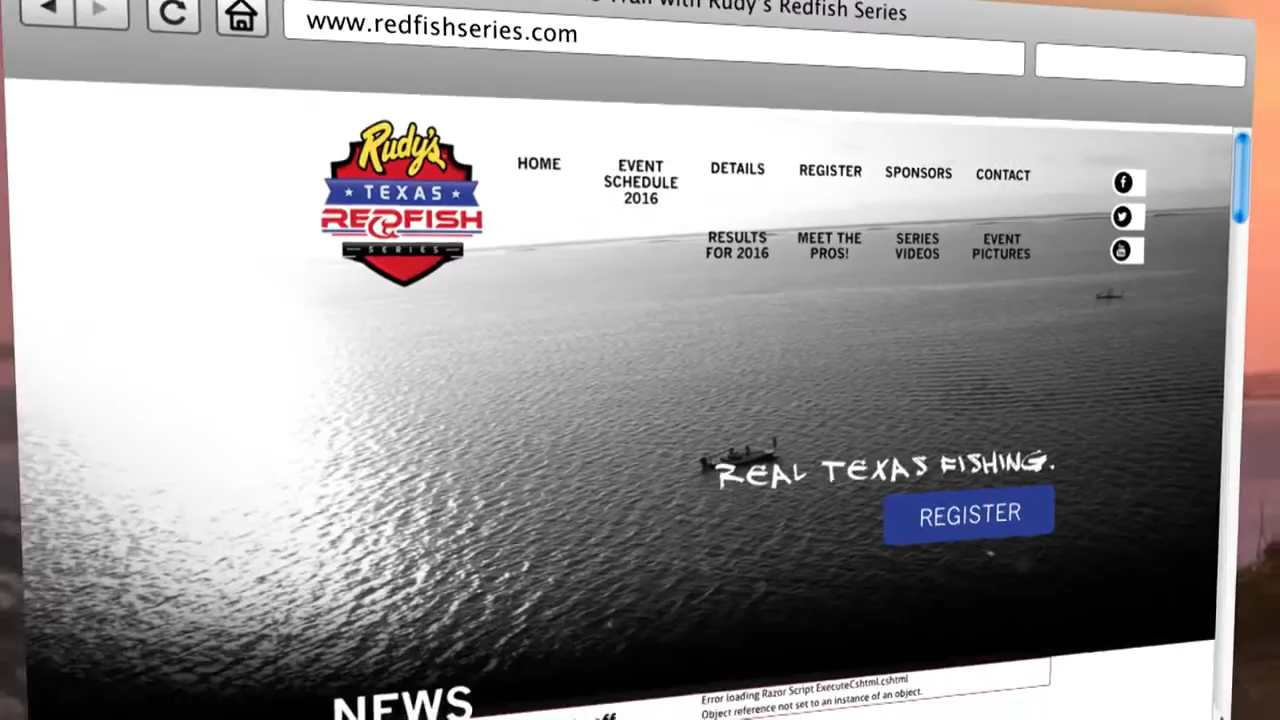 with Rudy's Redfish Series
www.redfishseries.com
Rudy's
TEXAS
REDFISH
SERIES
HOME
EVENT
SCHEDULE
2016
DETAILS
REGISTER
SPONSORS
CONTACT
RESULTS
FOR 2016
MEET THE
PROS!
SERIES
VIDEOS
EVENT
PICTURES
REAL TEXAS FISHING.
REGISTER
NEWS
Error loading Razor Script ExecuteCshtml.cshtml
Object reference not set to an instance of an object.